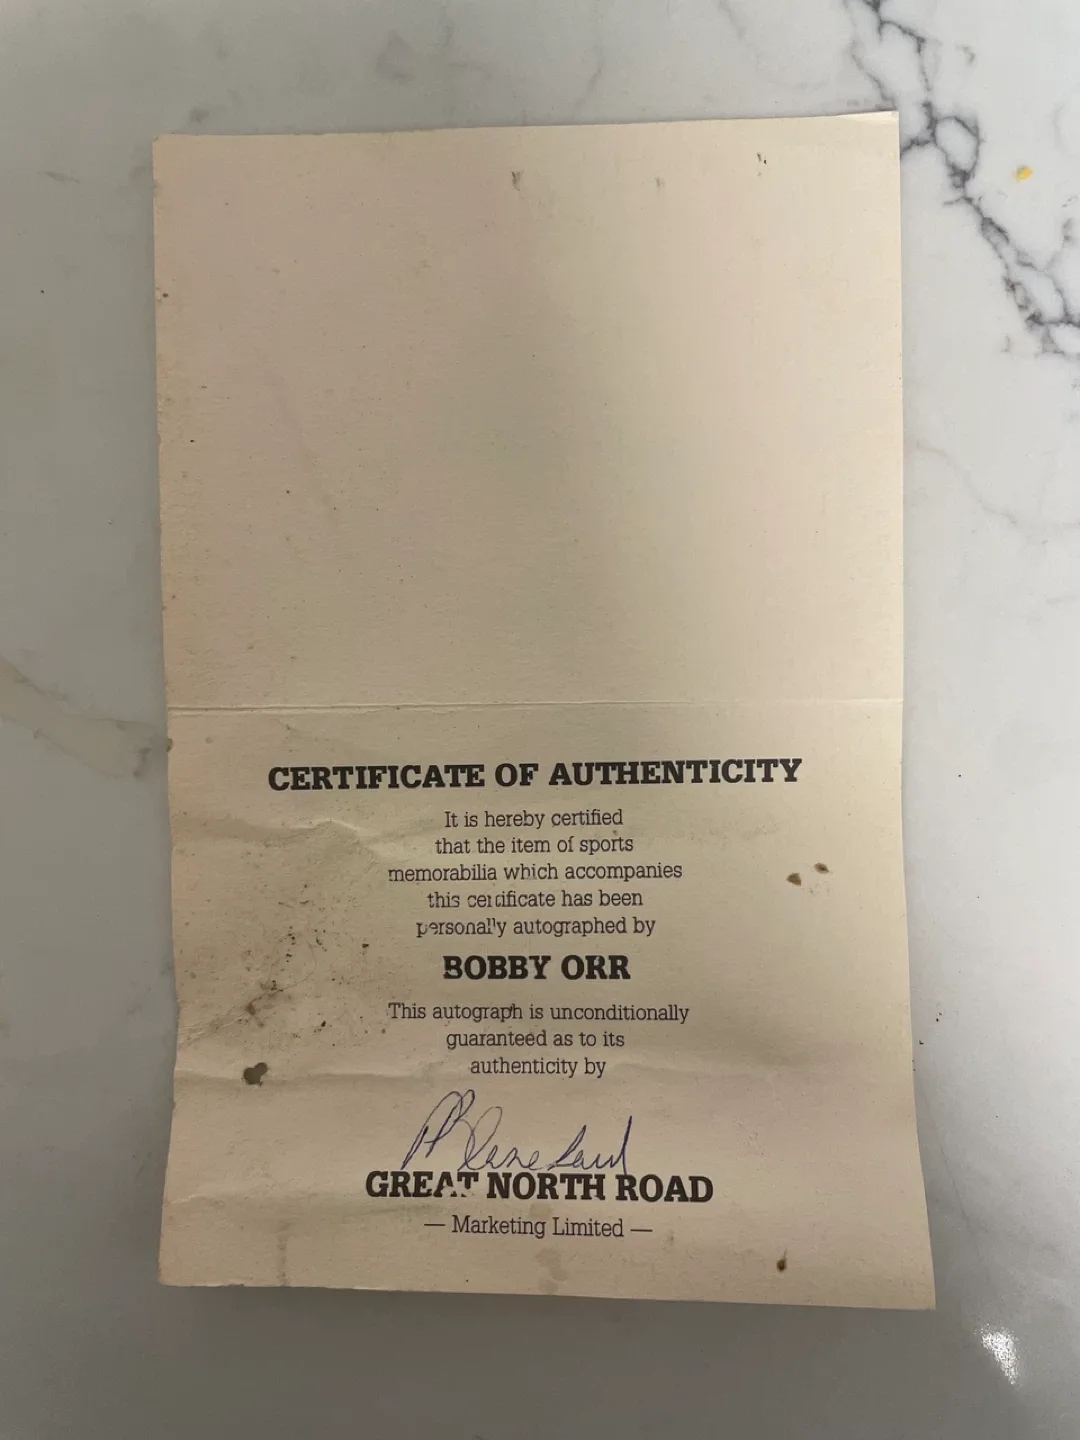 CERTIFICATE OF AUTHENTICITY
It is hereby certified
that the item of sports
memorabilia which accompanies
this certificate has been
personally autographed by
BOBBY ORR
This autograph is unconditionally
guaranteed as to its
authenticity by
GREAT NORTH ROAD
— Marketing Limited —